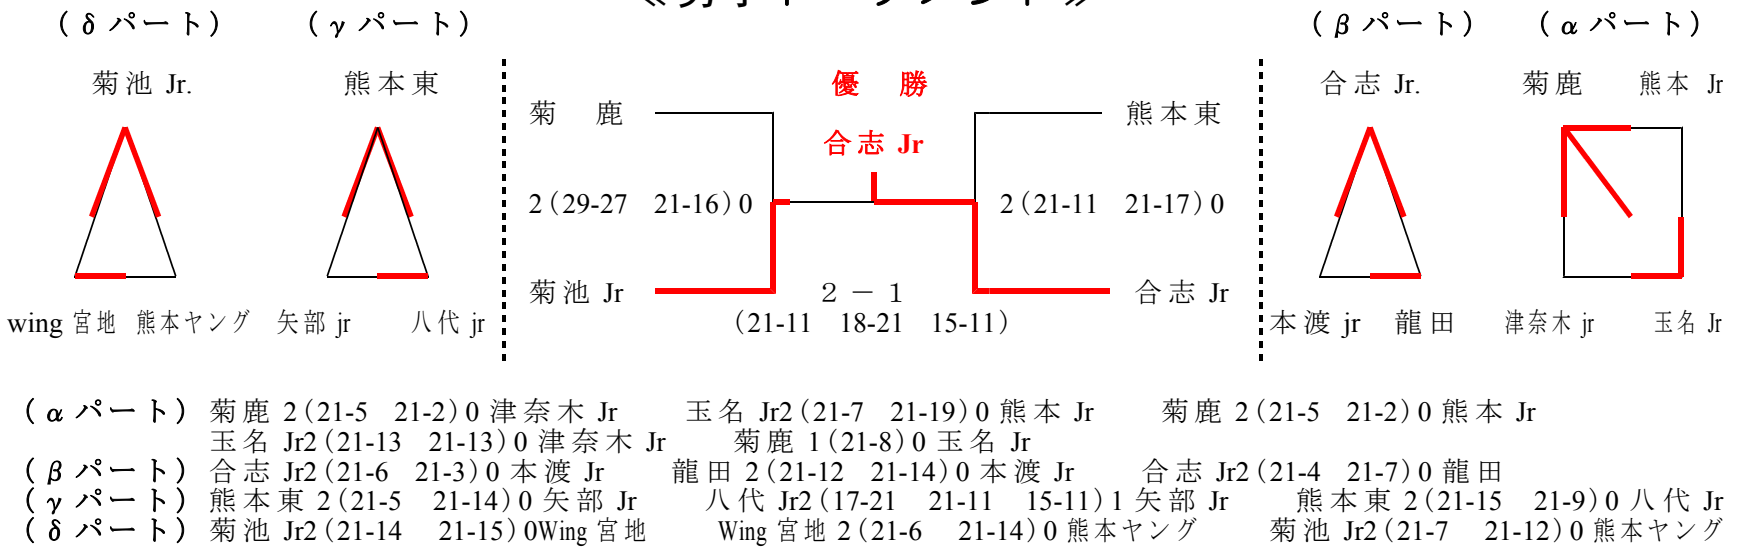 (δパート) (γパート) (βパート) (αパート)
菊池 Jr. 熊本東 優 勝 合志 Jr. 菊鹿 熊本 Jr
菊 鹿 熊本東
合志 Jr
2(29-27 21-16)0 2(21-11 21-17)0
菊池 Jr 2 − 1 合志 Jr
wing 宮地 熊本ヤング 矢部 jr 八代 jr (21-11 18-21 15-11) 本渡 jr 龍田 津奈木 jr 玉名 Jr
(αパート) 菊鹿 2(21-5 21-2)0 津奈木 Jr 玉名 Jr2(21-7 21-19)0 熊本 Jr 菊鹿 2(21-5 21-2)0 熊本 Jr
玉名 Jr2(21-13 21-13)0 津奈木 Jr 菊鹿 1(21-8)0 玉名 Jr
(βパート) 合志 Jr2(21-6 21-3)0 本渡 Jr 龍田 2(21-12 21-14)0 本渡 Jr 合志 Jr2(21-4 21-7)0 龍田
(γパート) 熊本東 2(21-5 21-14)0 矢部 Jr 八代 Jr2(17-21 21-11 15-11)1 矢部 Jr 熊本東 2(21-15 21-9)0 八代 Jr
(δパート) 菊池 Jr2(21-14 21-15)0Wing 宮地 Wing 宮地 2(21-6 21-14)0 熊本ヤング 菊池 Jr2(21-7 21-12)0 熊本ヤング